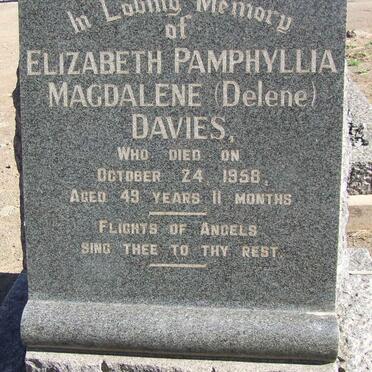 In Loving Memory
of
ELIZABETH PAMPHYLLIA
MAGDALENE (Delene)
DAVIES,
WHO DIED ON
OCTOBER 24, 1958,
AGED 49 YEARS 11 MONTHS
FLIGHTS OF ANGELS
SING THEE TO THY REST.